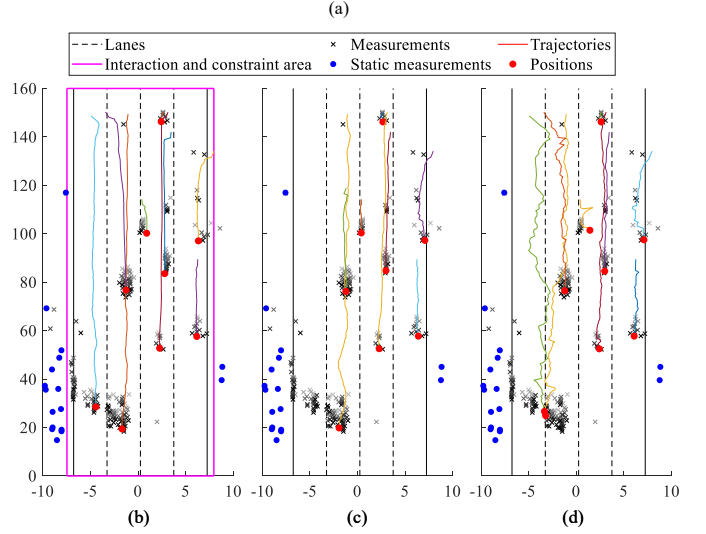 (a)
Lanes Measurements Trajectories
Interaction and constraint area Static measurements Positions
160
140
120
100
80
60
40
20
0
-10 -5 0 5 10 -10 -5 0 5 10 -10 -5 0 5 10
(b) (c) (d)